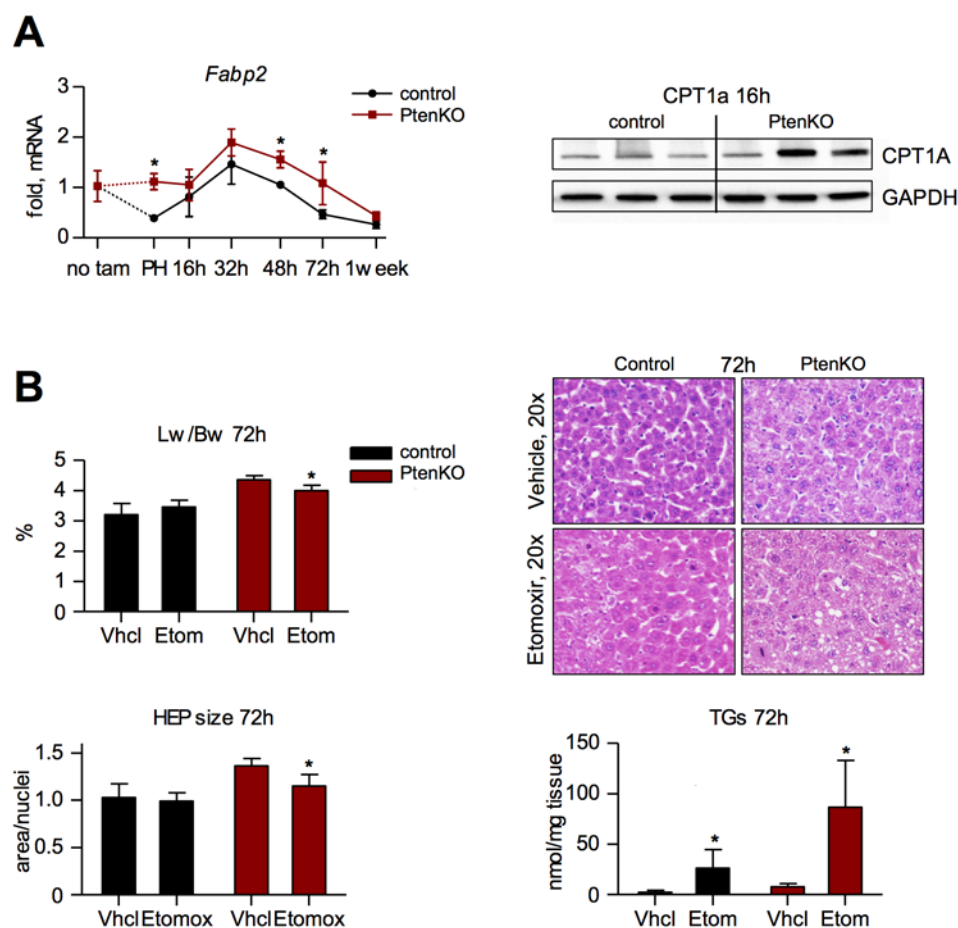 A
Fabp2
control
PtenKO
fold, mRNA
3
2
1
0
*
*
*
no tam PH 16h 32h 48h 72h 1w eek
CPT1a 16h
control PtenKO
CPT1A
GAPDH
B
Lw /Bw 72h
control
PtenKO
%
5
4
3
2
1
0
*
Vhcl Etom Vhcl Etom
Control 72h PtenKO
Vehicle, 20x
Etomoxir, 20x
HEP size 72h
area/nuclei
1.5
1.0
0.5
0
*
Vhcl Etomox Vhcl Etomox
TGs 72h
nmol/mg tissue
150
100
50
0
*
*
Vhcl Etom Vhcl Etom